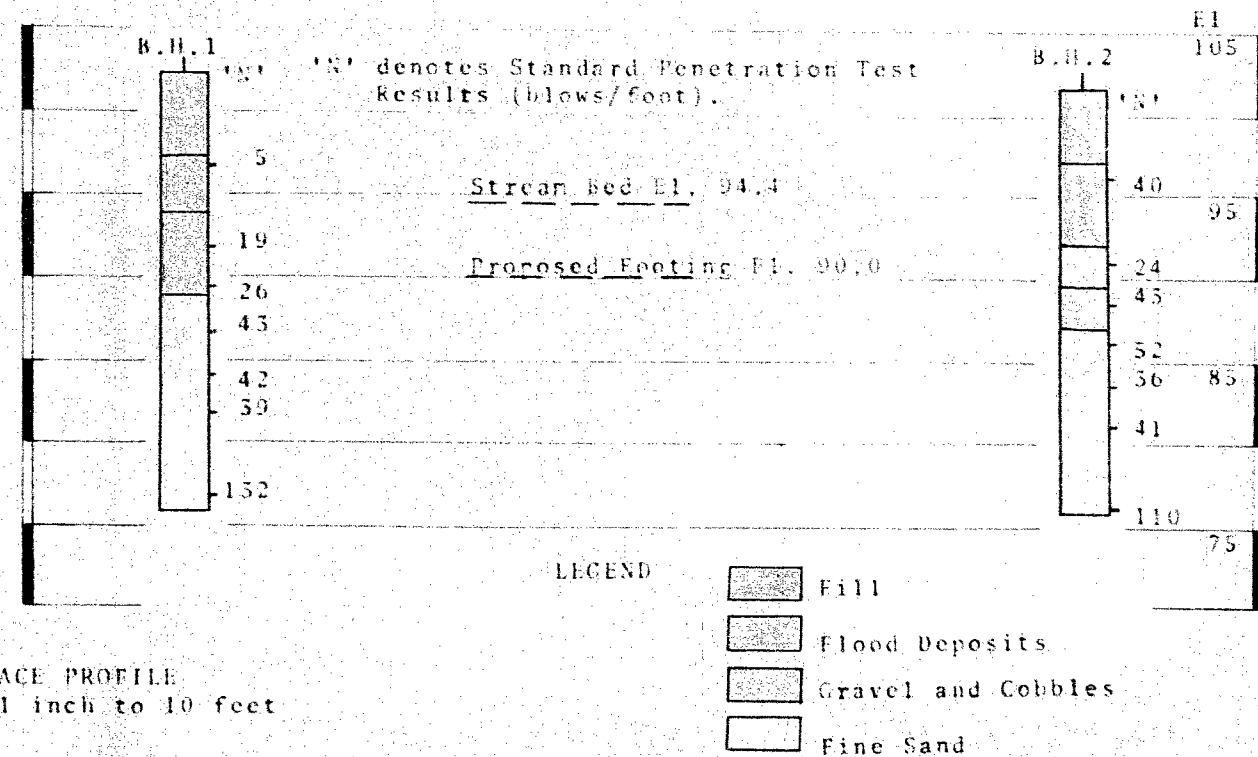 El
105
B.H.1
'N'
'N' denotes Standard Penetration Test
Results (blows/foot).
B.H.2
'N'
5
Stream Bed El. 94.4
40
95
19
Proposed Footing El. 90.0
24
26
45
43
52
42
36
85
39
41
132
110
75
LEGEND
Fill
Flood Deposits
ACE PROFILE
Gravel and Cobbles
1 inch to 10 feet
Fine Sand